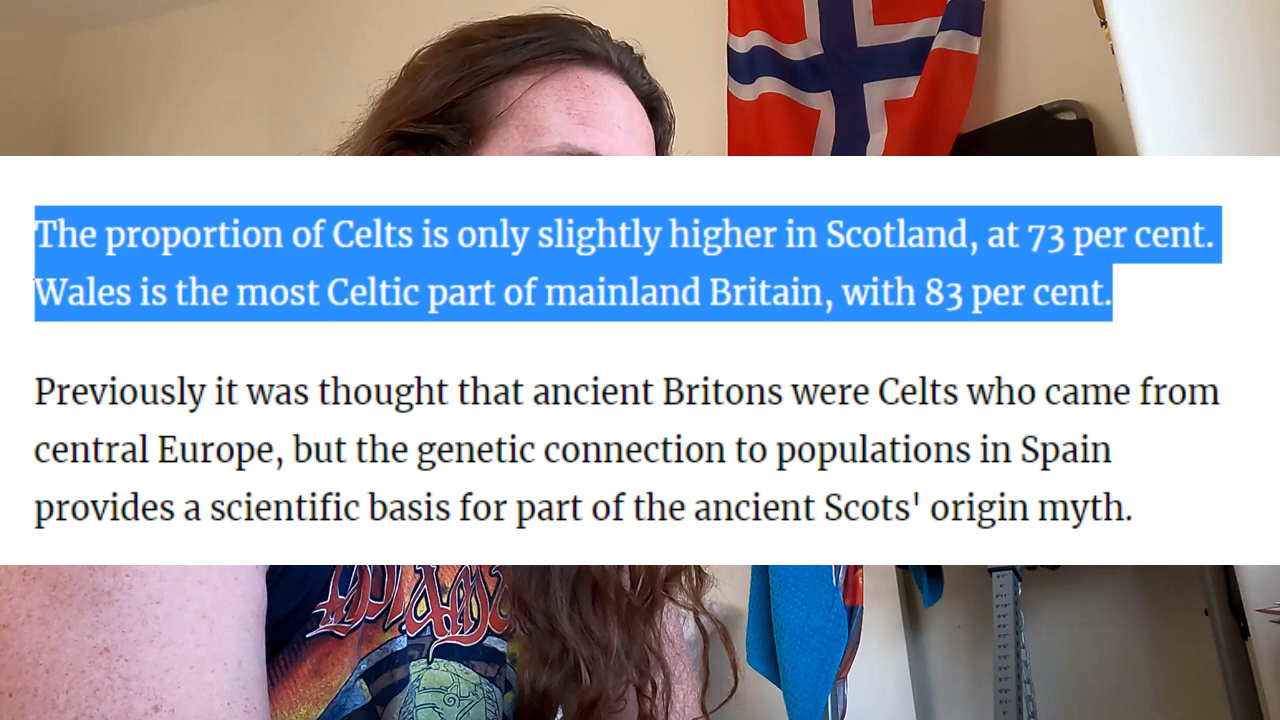 The proportion of Celts is only slightly higher in Scotland, at 73 per cent.
Wales is the most Celtic part of mainland Britain, with 83 per cent.
Previously it was thought that ancient Britons were Celts who came from
central Europe, but the genetic connection to populations in Spain
provides a scientific basis for part of the ancient Scots' origin myth.